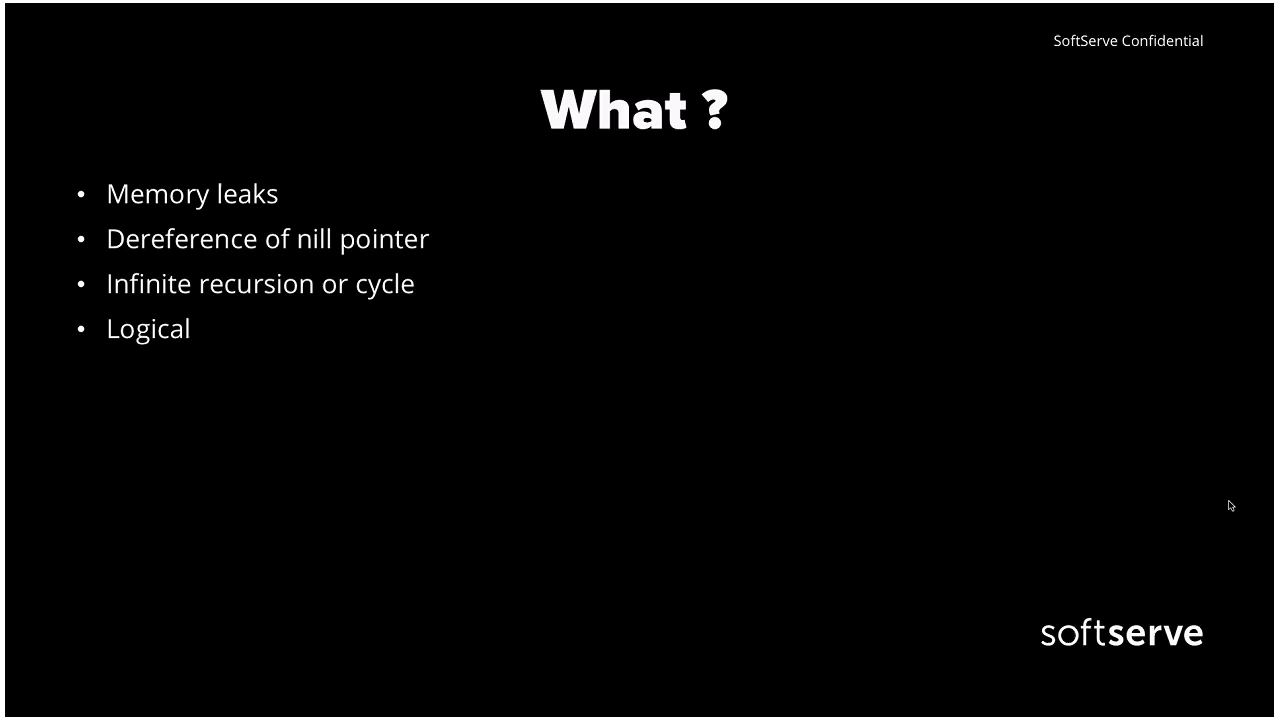 SoftServe Confidential
What ?
• Memory leaks
• Dereference of nill pointer
• Infinite recursion or cycle
• Logical
softserve